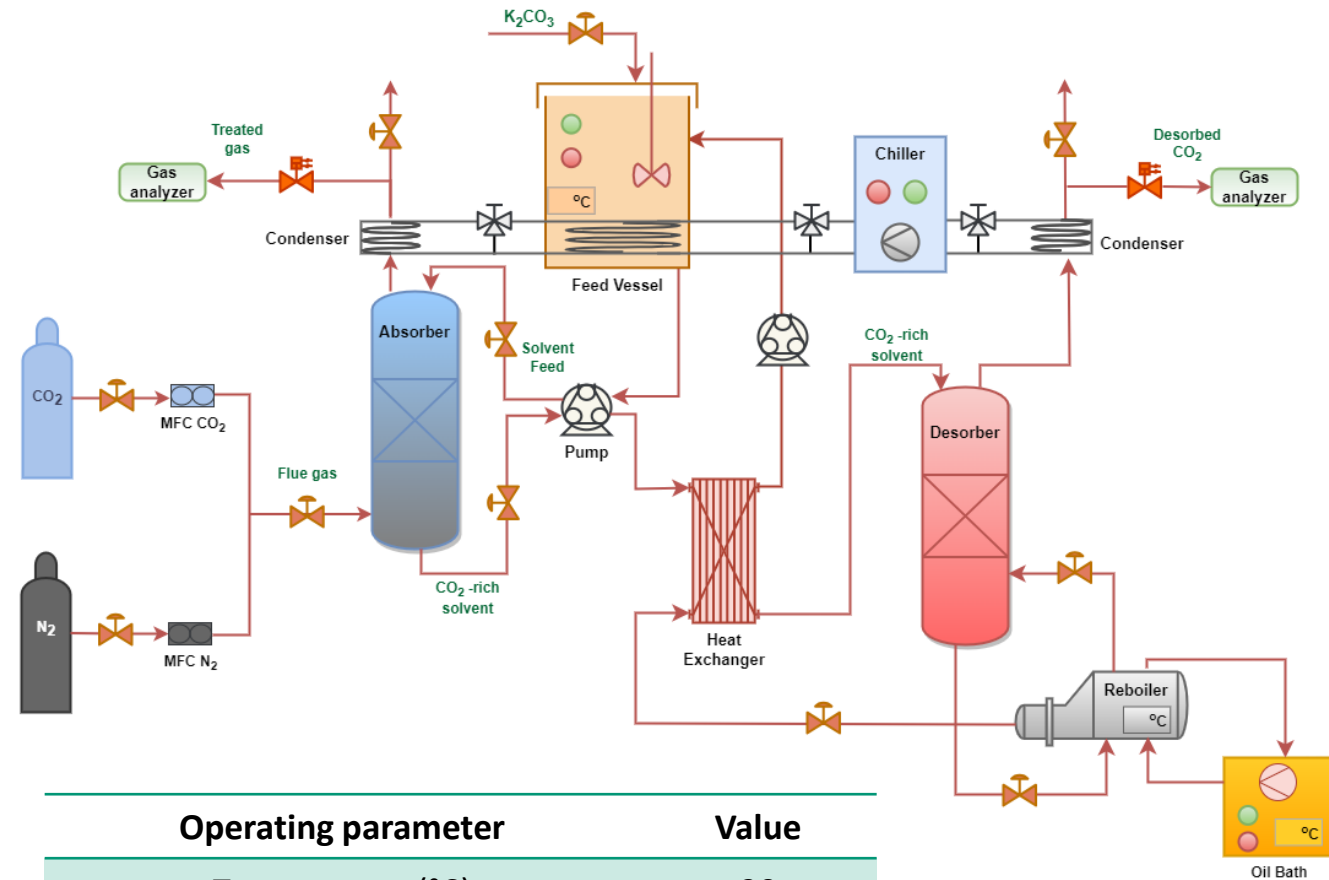 K₂CO₃
Treated
gas
Gas
analyzer
°C
Chiller
Desorbed
CO₂
Gas
analyzer
Condenser
Condenser
Feed Vessel
Absorber
Solvent
Feed
CO₂ -rich
solvent
CO₂
MFC CO₂
Pump
Desorber
Flue gas
CO₂ -rich
solvent
N₂
MFC N₂
Heat
Exchanger
Reboiler
°C
°C
Oil Bath
Operating parameter Value